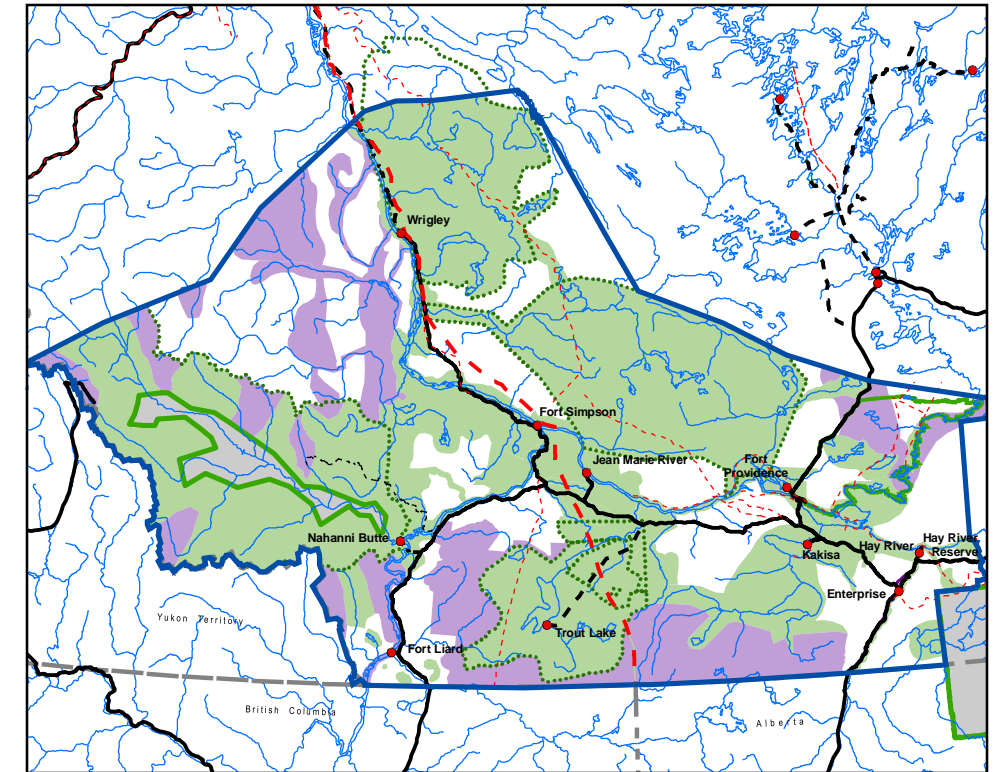 Wrigley
Fort Simpson
Jean Marie River
Fort
Providence
Nahanni Butte
Kakisa
Hay River
Hay River
Reserve
Enterprise
Trout Lake
Fort Liard
Yukon Territory
British Columbia
Alberta